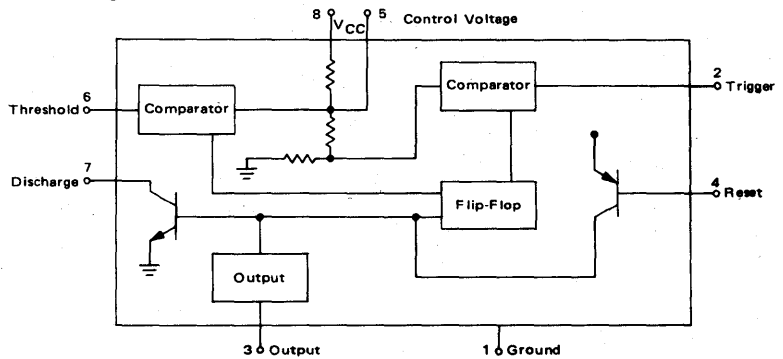 8 VCC 5 Control Voltage
2
Comparator
Trigger
6
Threshold
Comparator
7
Discharge
4
Flip-Flop
Reset
Output
3 Output
1 Ground